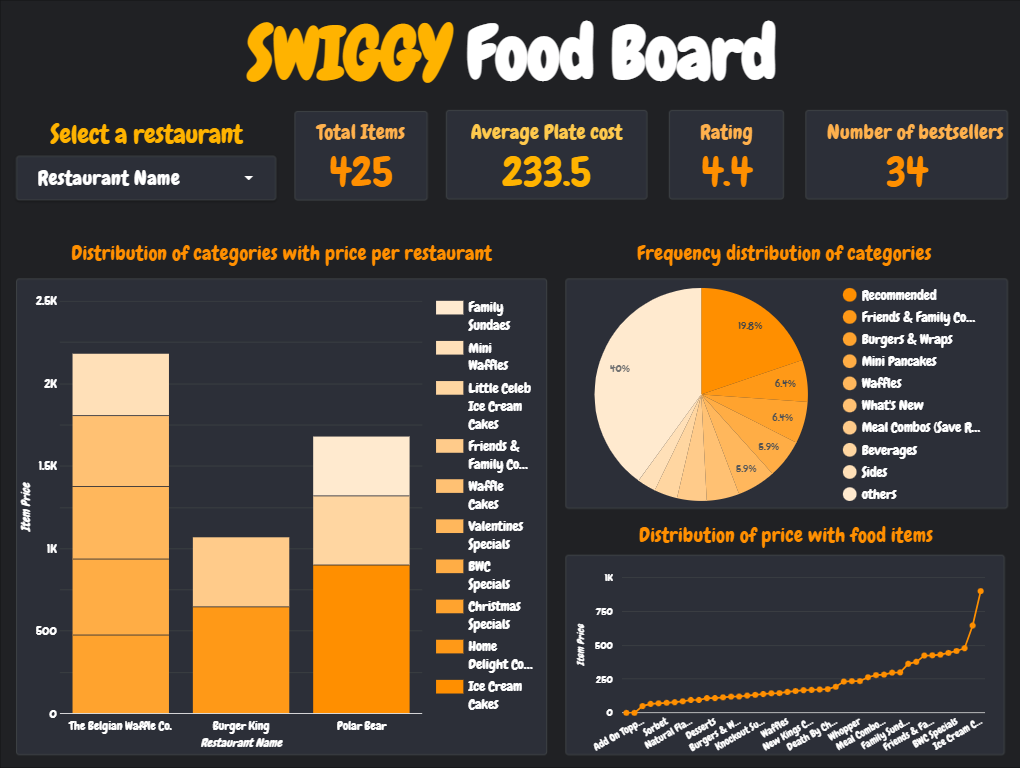 SWIGGY Food Board
Select a restaurant
Restaurant Name
Total Items
425
Average Plate cost
233.5
Rating
4.4
Number of bestsellers
34
Distribution of categories with price per restaurant
2.5K
2K
1.5K
1K
500
0
Item Price
The Belgian Waffle Co.
Burger King
Polar Bear
Restaurant Name
Family
Sundaes
Mini
Waffles
Little Celeb
Ice Cream
Cakes
Friends &
Family Co...
Waffle
Cakes
Valentines
Specials
BWC
Specials
Christmas
Specials
Home
Delight Co...
Ice Cream
Cakes
Frequency distribution of categories
19.8%
6.4%
6.4%
5.9%
5.9%
40%
Recommended
Friends & Family Co...
Burgers & Wraps
Mini Pancakes
Waffles
What's New
Meal Combos (Save R...
Beverages
Sides
others
Distribution of price with food items
1K
750
500
250
0
Item Price
Add On Topp...
Sorbet
Natural Fla...
Desserts
Burgers & W...
Knockout Su...
Waffles
New Kings C...
Death By Ch...
Whopper
Meal Combo...
Family Sund...
Friends & Fa...
BWC Specials
Ice Cream C...